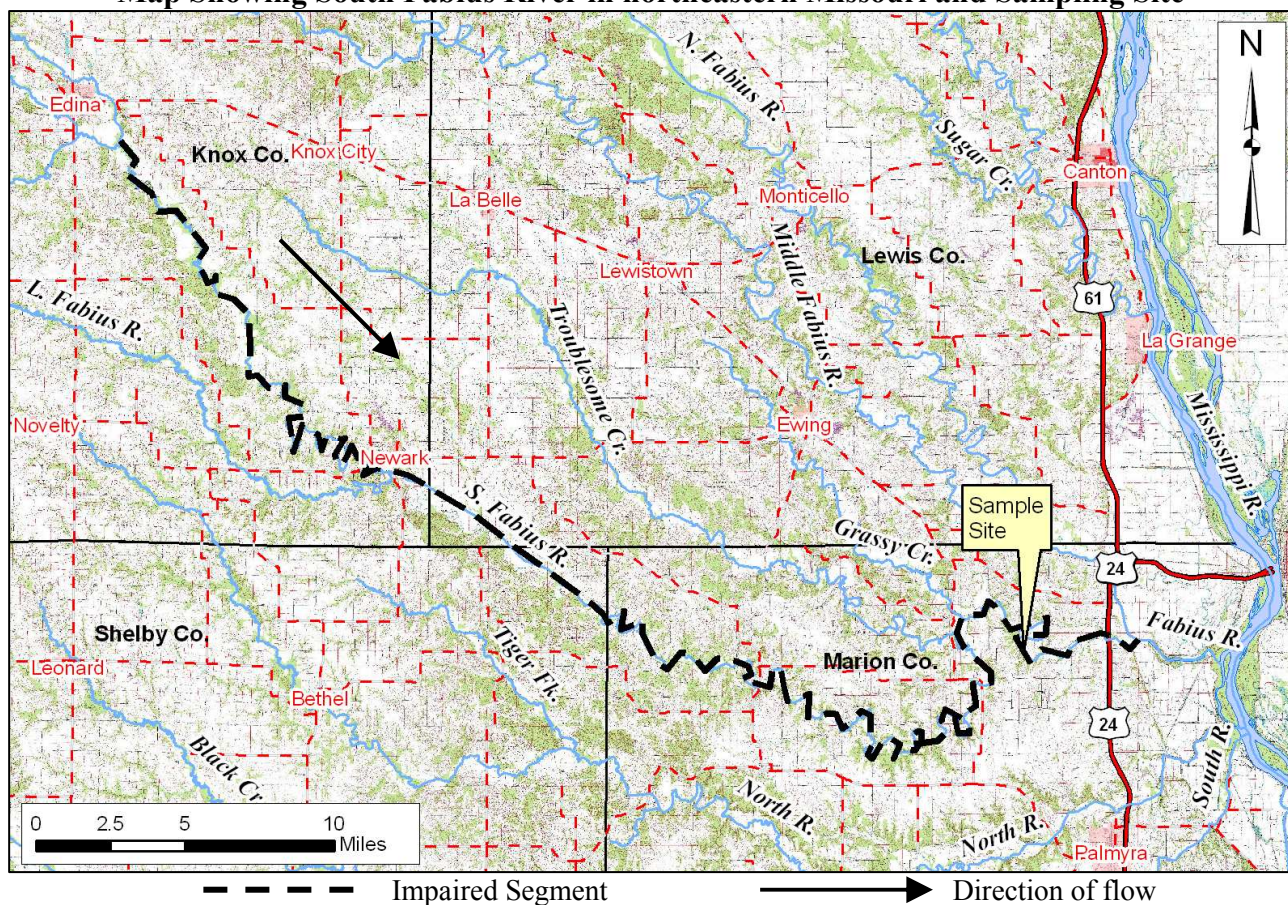 Map Showing South Fabius River in northeastern Missouri and Sampling Site
N
N. Fabius R.
Edina
Knox Co.
Knox City
Sugar Cr.
Canton
La Belle
Monticello
Lewis Co.
Lewistown
Middle Fabius R.
61
L. Fabius R.
Troublesome Cr.
La Grange
Mississippi R.
Novelty
Ewing
Newark
S. Fabius R.
Sample
Site
Grassy Cr.
24
Shelby Co.
Fabius R.
Leonard
Tiger Fk.
Marion Co.
Bethel
24
Black Cr
South R.
North R.
North R.
Palmyra
0 2.5 5 10
Miles
Impaired Segment
Direction of flow